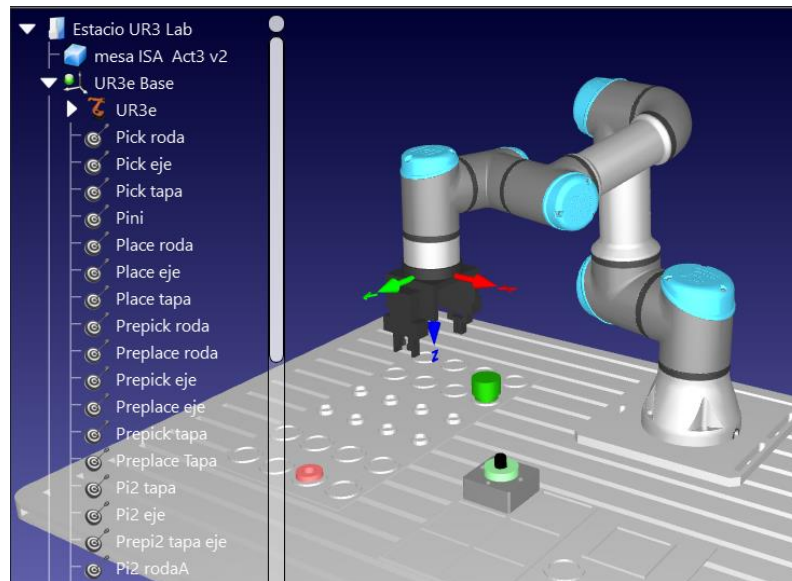 Estacio UR3 Lab
mesa ISA Act3 v2
UR3e Base
UR3e
Pick roda
Pick eje
Pick tapa
Pini
Place roda
Place eje
Place tapa
Prepick roda
Preplace roda
Prepick eje
Preplace eje
Prepick tapa
Preplace Tapa
Pi2 tapa
Pi2 eje
Prepi2 tapa eje
Pi2 rodaA
z